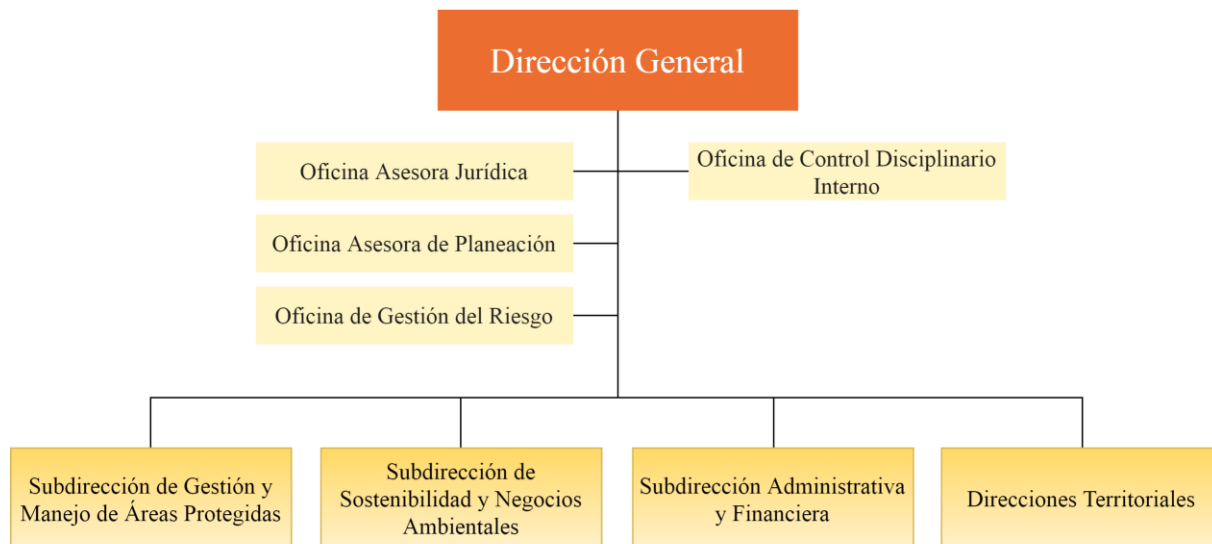 Dirección General
Oficina Asesora Jurídica
Oficina de Control Disciplinario
Interno
Oficina Asesora de Planeación
Oficina de Gestión del Riesgo
Subdirección de Gestión y
Manejo de Áreas Protegidas
Subdirección de
Sostenibilidad y Negocios
Ambientales
Subdirección Administrativa
y Financiera
Direcciones Territoriales